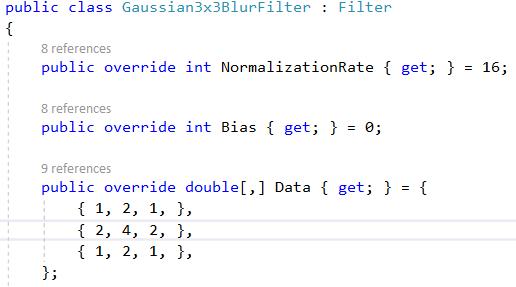 public class Gaussian3x3BlurFilter : Filter
{
8 references
public override int NormalizationRate { get; } = 16;
8 references
public override int Bias { get; } = 0;
9 references
public override double[,] Data { get; } = {
{ 1, 2, 1, },
{ 2, 4, 2, },
{ 1, 2, 1, },
};